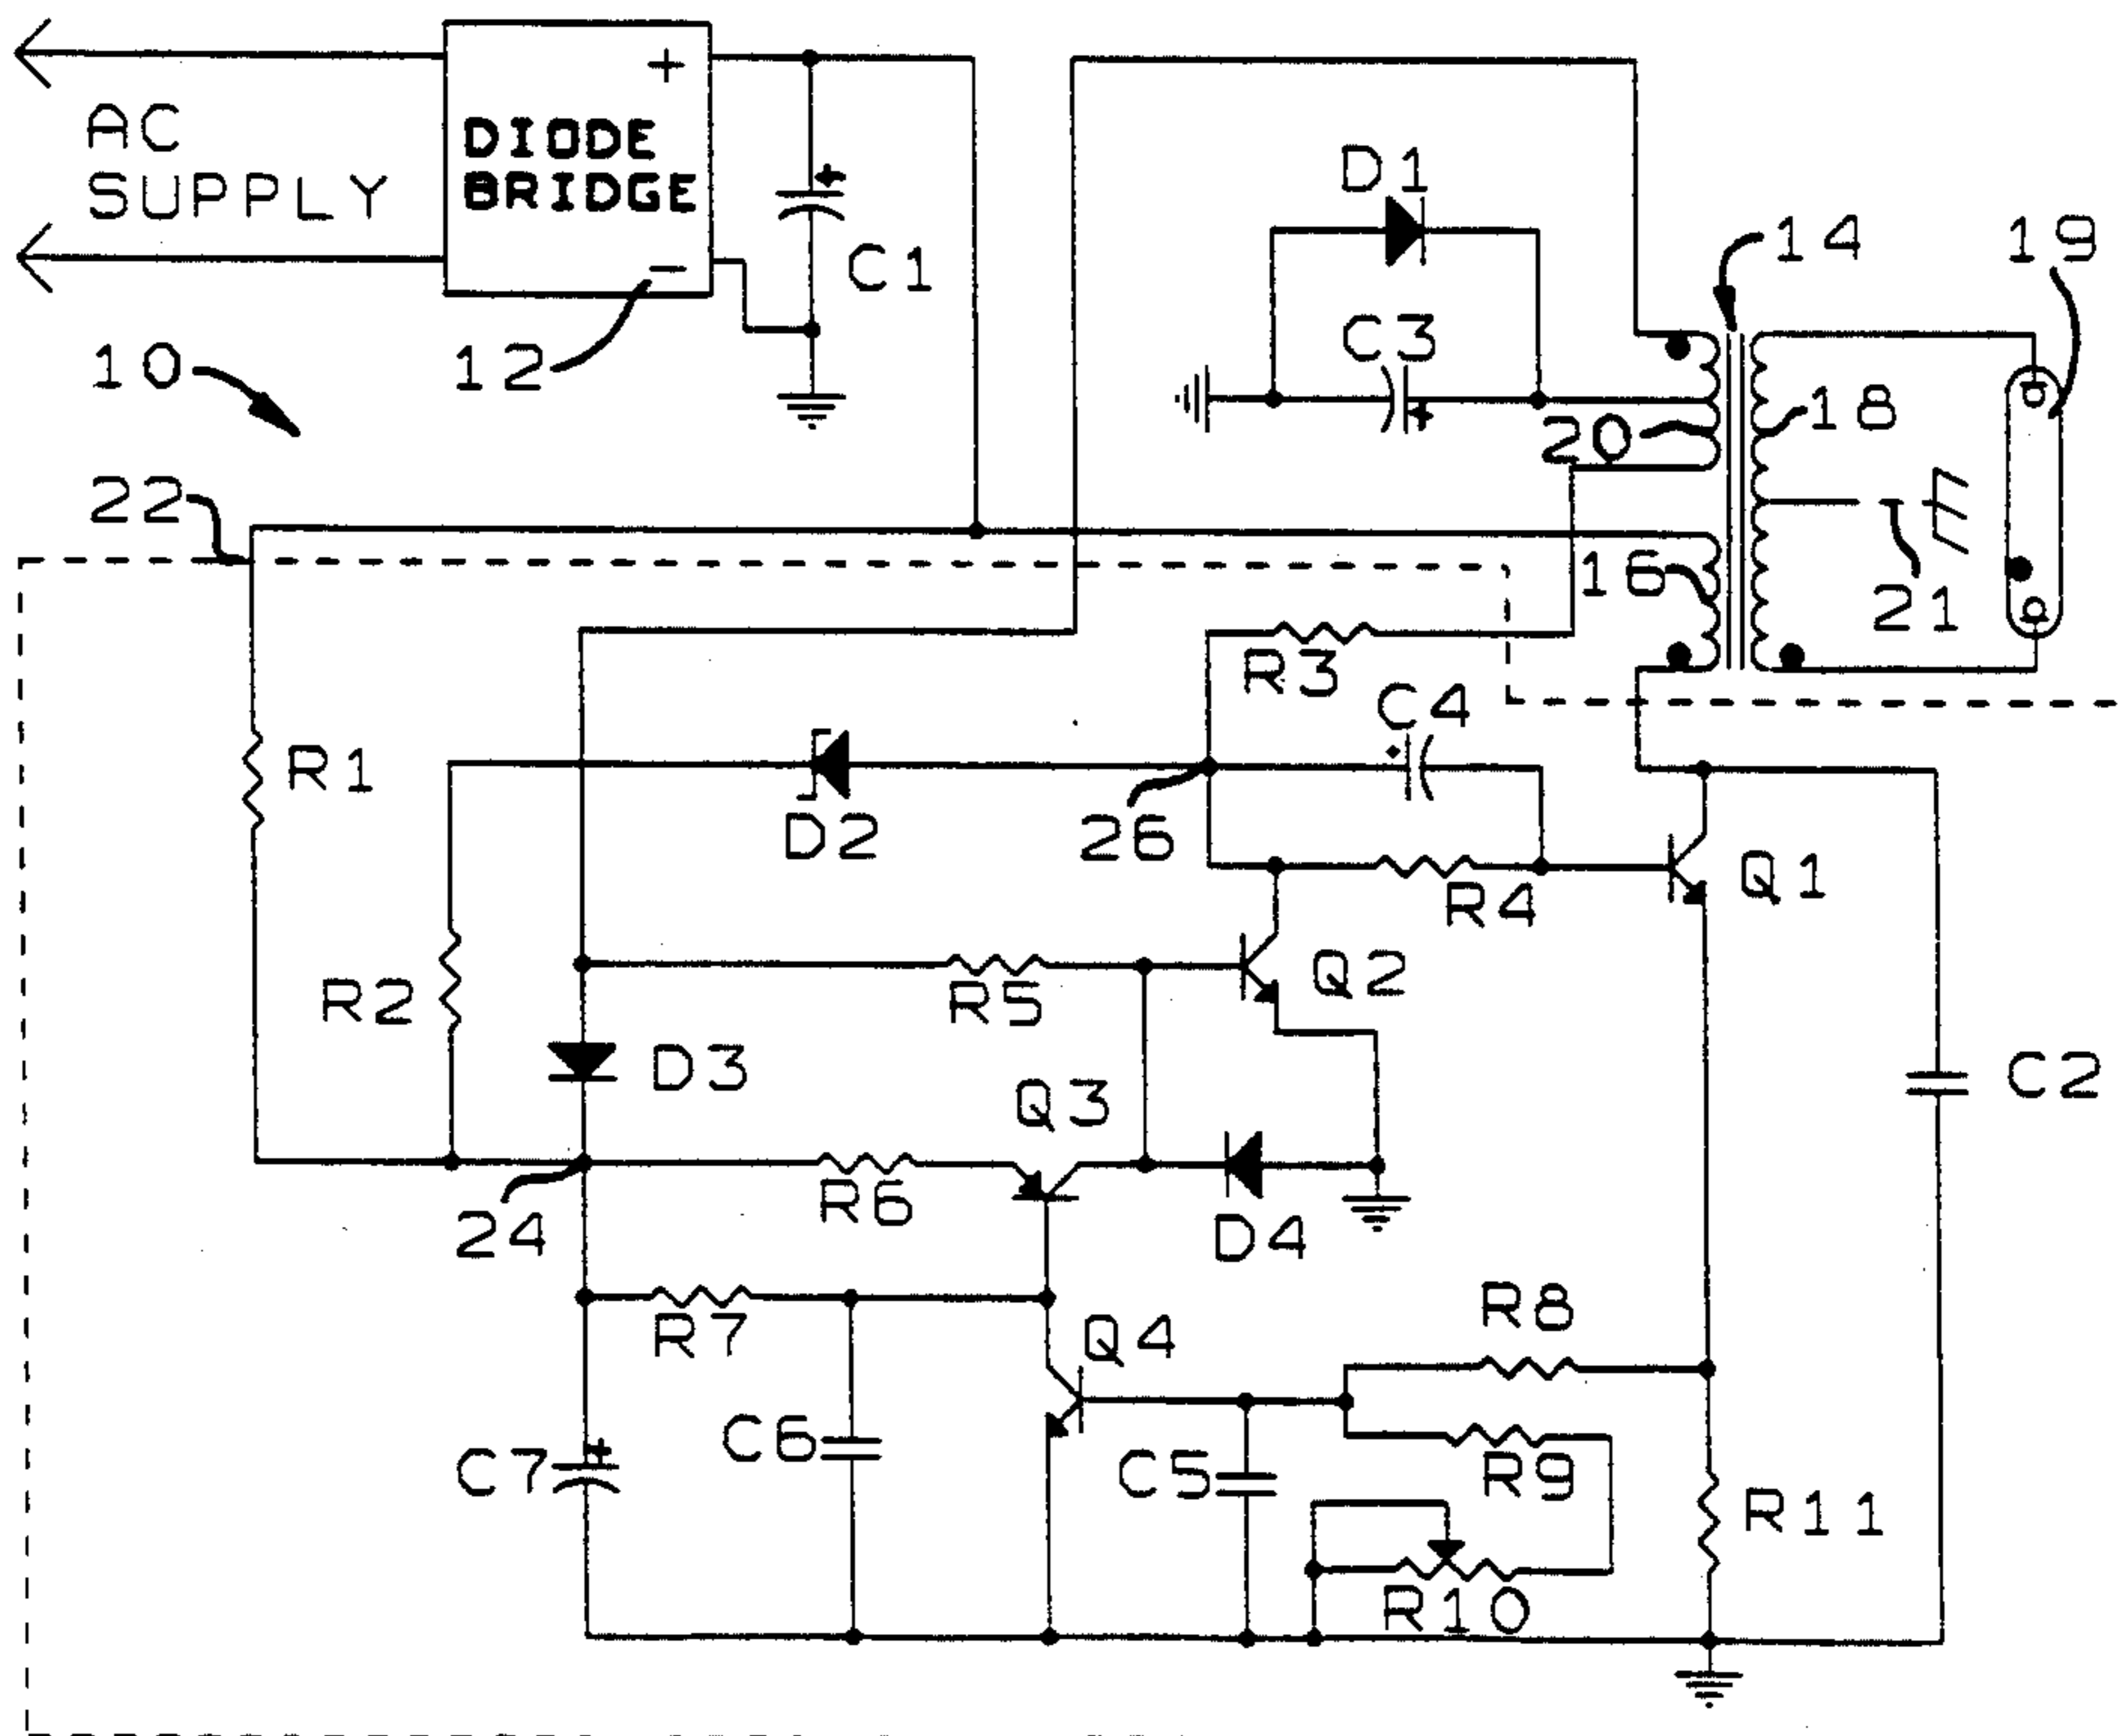 AC
SUPPLY
DIODE
BRIDGE
+
−
+
C1
12
10
22
D1
C3
+
14
19
20
18
16
21
R3
C4
R1
D2
26
Q1
R4
R2
R5
Q2
D3
Q3
C2
24
R6
D4
R7
Q4
R8
C7
+
C6
C5
R9
R10
R11